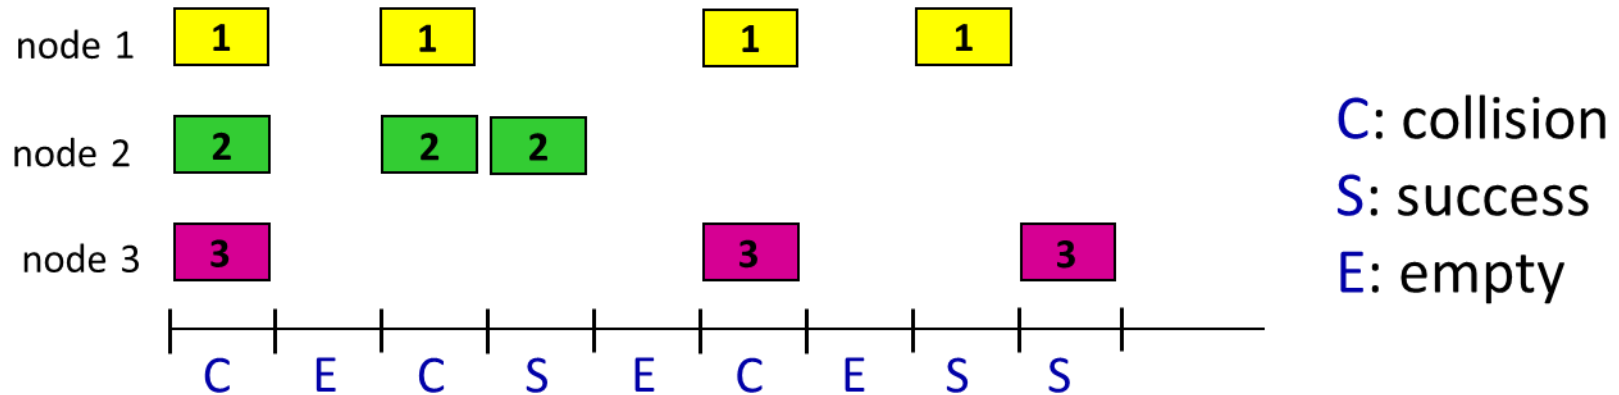 node 1 1 1 1 1
node 2 2 2 2
node 3 3 3 3
C E C S E C E S S
C: collision
S: success
E: empty